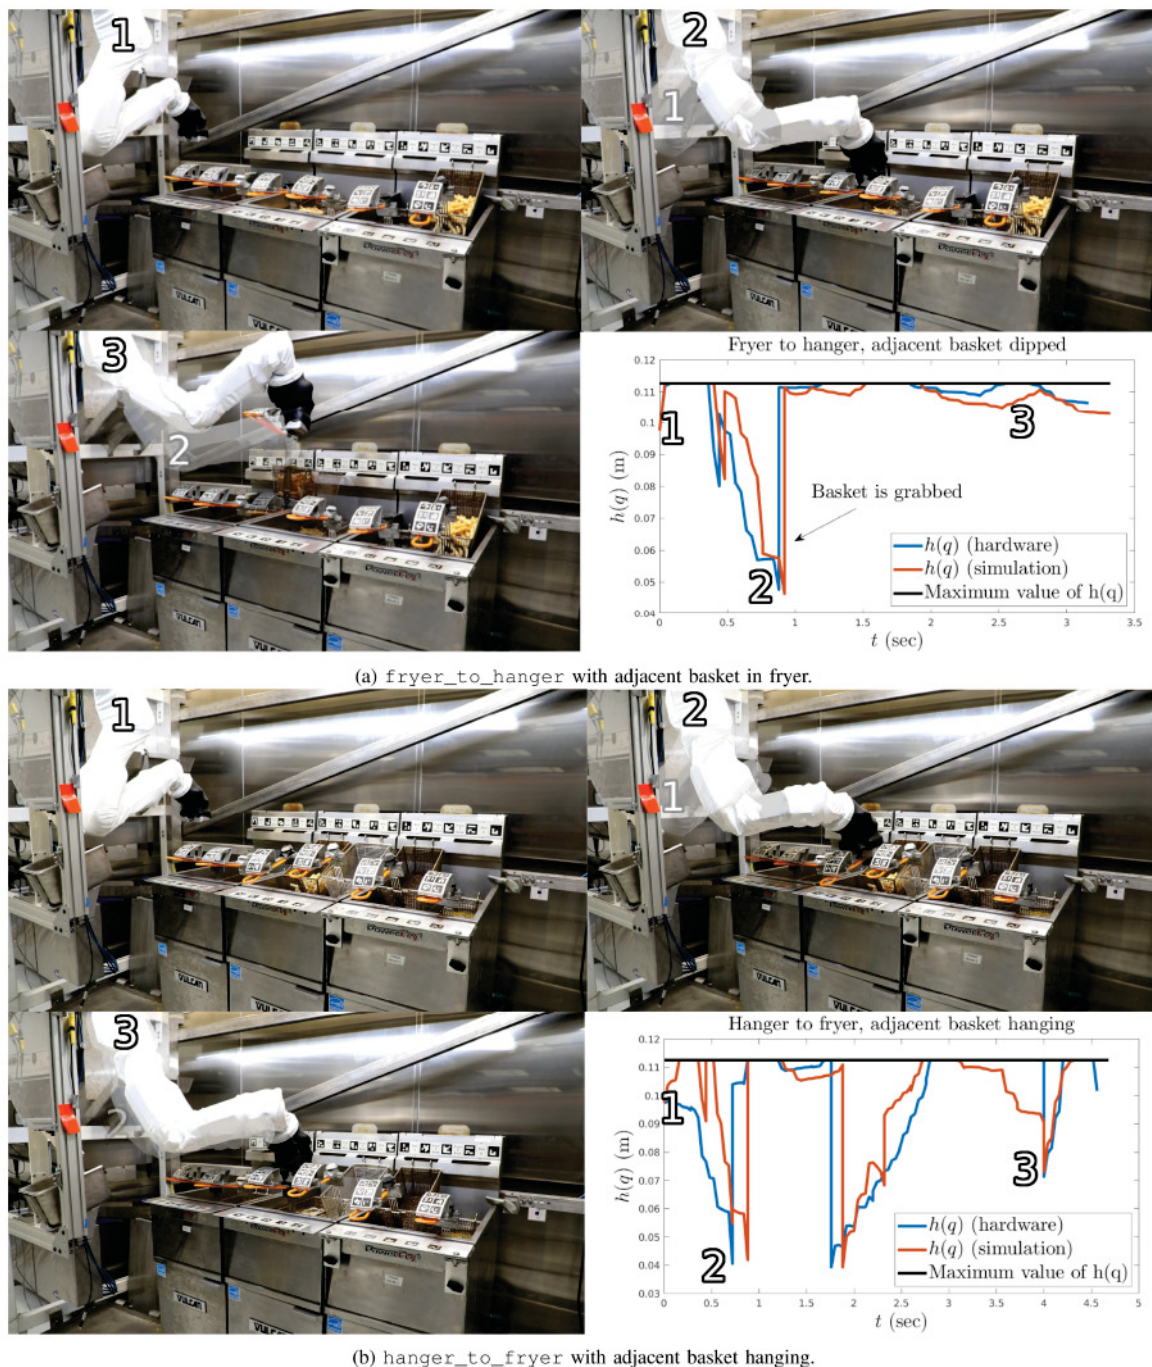 1
2
1
3
2
Fryer to hanger, adjacent basket dipped
0.12
0.11
0.1
0.09
0.08
0.07
0.06
0.05
0.04
h(q) (m)
1
2
3
Basket is grabbed
h(q) (hardware)
h(q) (simulation)
Maximum value of h(q)
0 0.5 1 1.5 2 2.5 3 3.5
t (sec)
VULCAN
(a) fryer_to_hanger with adjacent basket in fryer.
1
2
1
3
2
VULCAN
Hanger to fryer, adjacent basket hanging
0.12
0.11
0.1
0.09
0.08
0.07
0.06
0.05
0.04
0.03
h(q) (m)
1
2
3
h(q) (hardware)
h(q) (simulation)
Maximum value of h(q)
0 0.5 1 1.5 2 2.5 3 3.5 4 4.5 5
t (sec)
(b) hanger_to_fryer with adjacent basket hanging.